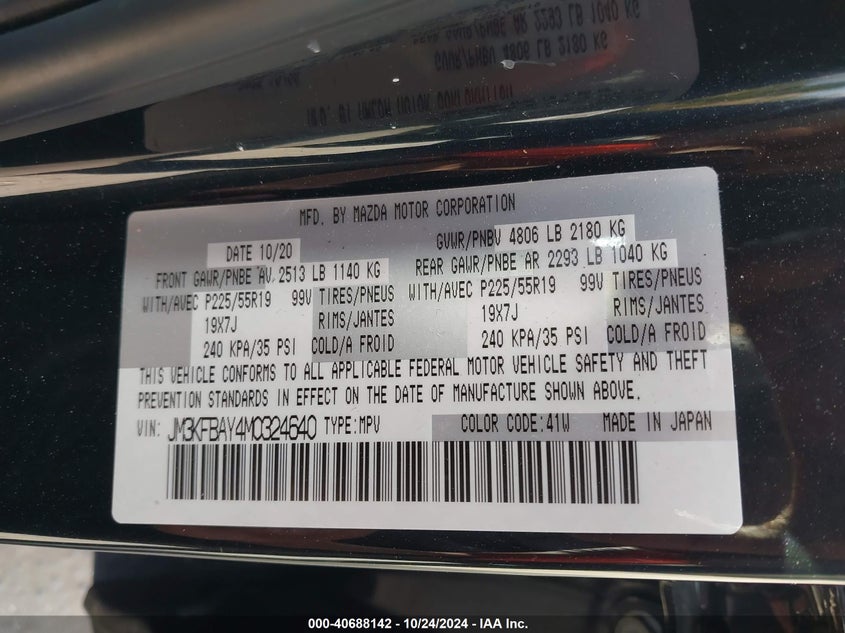 MFD. BY MAZDA MOTOR CORPORATION
DATE 10/20 GVWR/PNBV 4806 LB 2180 KG
FRONT GAWR/PNBE AV 2513 LB 1140 KG REAR GAWR/PNBE AR 2293 LB 1040 KG
WITH/AVEC P225/55R19 99V TIRES/PNEUS WITH/AVEC P225/55R19 99V TIRES/PNEUS
19X7J RIMS/JANTES 19X7J RIMS/JANTES
240 KPA/35 PSI COLD/A FROID 240 KPA/35 PSI COLD/A FROID
THIS VEHICLE CONFORMS TO ALL APPLICABLE FEDERAL MOTOR VEHICLE SAFETY AND THEFT
PREVENTION STANDARDS IN EFFECT ON THE DATE OF MANUFACTURE SHOWN ABOVE.
VIN: JM3KFBAY4M0324640 TYPE:MPV COLOR CODE:41W MADE IN JAPAN
000-40688142 - 10/24/2024 - IAA Inc.